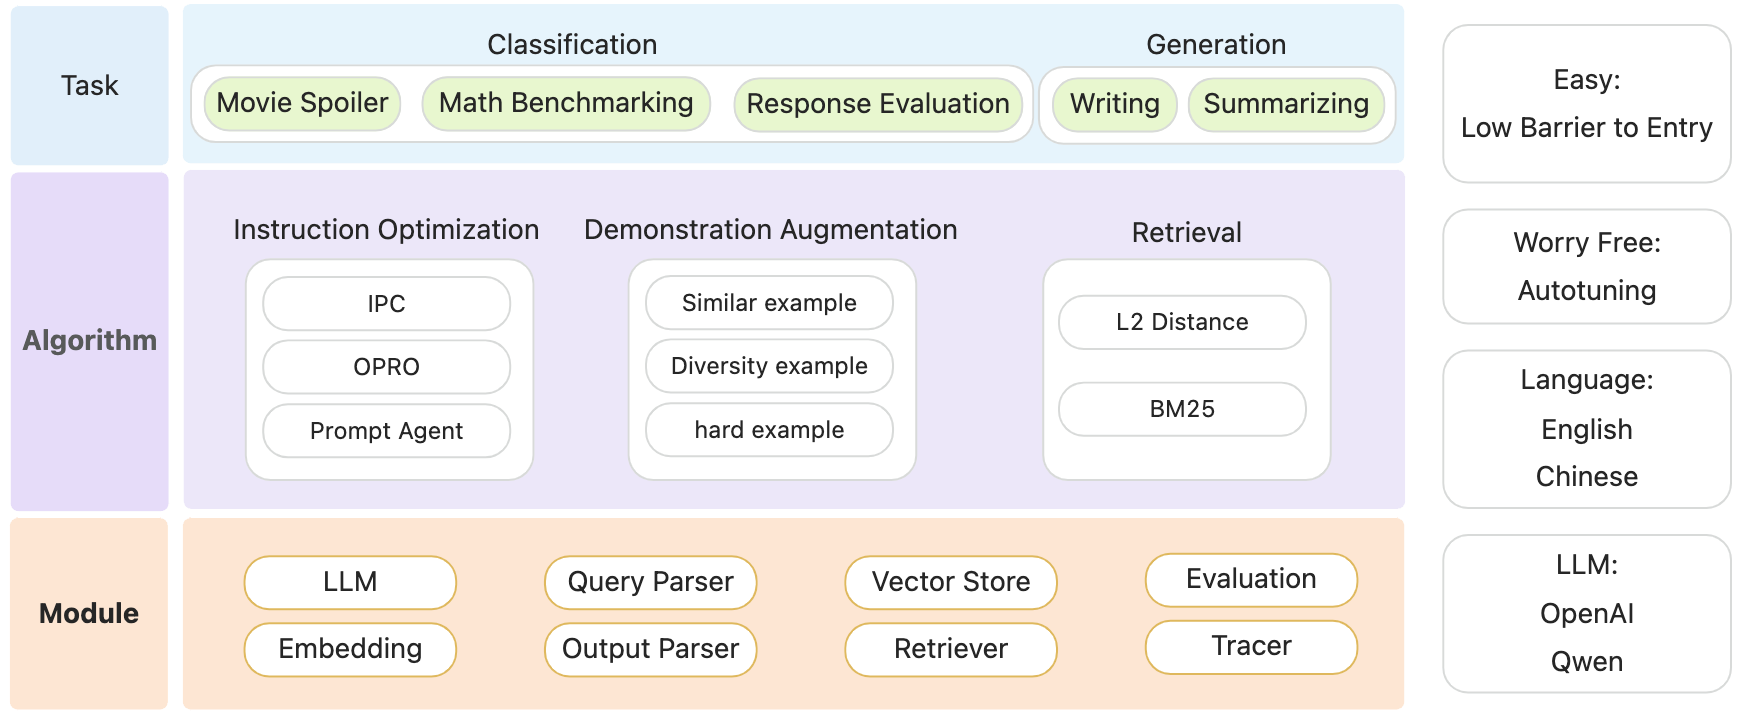 Task
Classification
Generation
Movie Spoiler
Math Benchmarking
Response Evaluation
Writing
Summarizing
Algorithm
Instruction Optimization
IPC
OPRO
Prompt Agent
Demonstration Augmentation
Similar example
Diversity example
hard example
Retrieval
L2 Distance
BM25
Module
LLM
Query Parser
Vector Store
Evaluation
Embedding
Output Parser
Retriever
Tracer
Easy:
Low Barrier to Entry
Worry Free:
Autotuning
Language:
English
Chinese
LLM:
OpenAI
Qwen